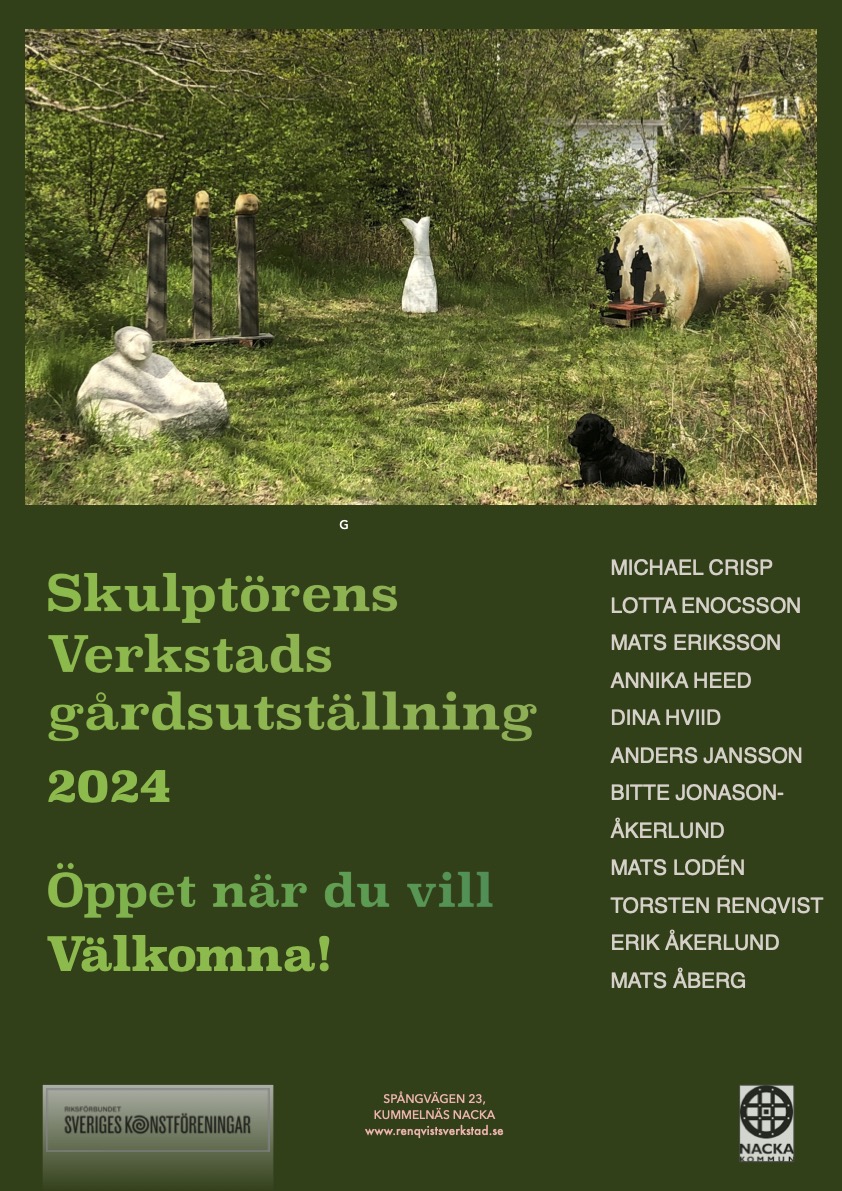 G
Skulptörens
Verkstads
gårdsutställning
2024
Öppet när du vill
Välkomna!
MICHAEL CRISP
LOTTA ENOCSSON
MATS ERIKSSON
ANNIKA HEED
DINA HVIID
ANDERS JANSSON
BITTE JONASON-
ÅKERLUND
MATS LODÉN
TORSTEN RENQVIST
ERIK ÅKERLUND
MATS ÅBERG
RIKSFÖRBUNDET
SVERIGES KONSTFÖRENINGAR
SPÅNGVÄGEN 23,
KUMMELNÄS NACKA
www.renqvistsverkstad.se
NACKA
KOMMUN